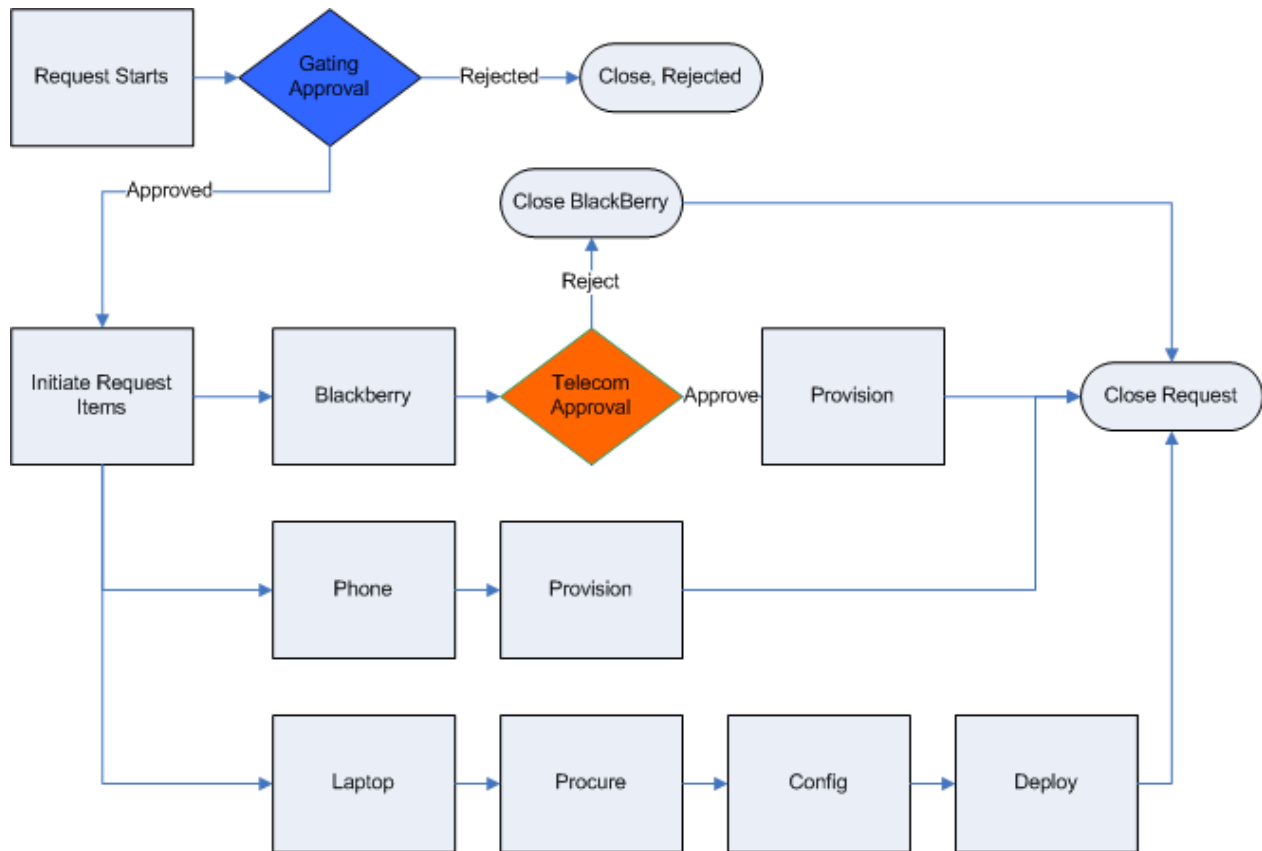 Request Starts
Gating
Approval
Rejected
Close, Rejected
Approved
Close BlackBerry
Reject
Initiate Request
Items
Blackberry
Telecom
Approval
Approve
Provision
Close Request
Phone
Provision
Laptop
Procure
Config
Deploy